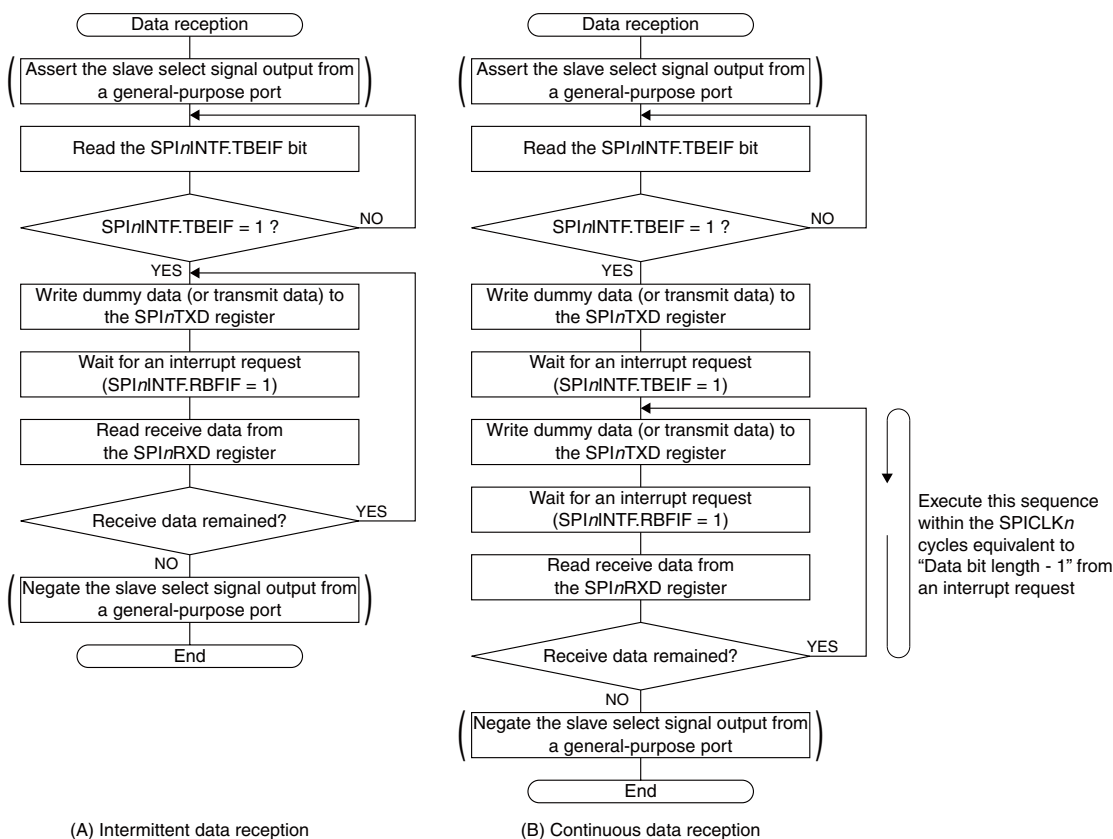 Data reception
Assert the slave select signal output from
a general-purpose port
Read the SPInINTF.TBEIF bit
SPInINTF.TBEIF = 1 ?
NO
YES
Write dummy data (or transmit data) to
the SPInTXD register
Wait for an interrupt request
(SPInINTF.RBFIF = 1)
Read receive data from
the SPInRXD register
Receive data remained?
YES
NO
Negate the slave select signal output from
a general-purpose port
End
(A) Intermittent data reception
Data reception
Assert the slave select signal output from
a general-purpose port
Read the SPInINTF.TBEIF bit
SPInINTF.TBEIF = 1 ?
NO
YES
Write dummy data (or transmit data) to
the SPInTXD register
Wait for an interrupt request
(SPInINTF.TBEIF = 1)
Write dummy data (or transmit data) to
the SPInTXD register
Wait for an interrupt request
(SPInINTF.RBFIF = 1)
Read receive data from
the SPInRXD register
Receive data remained?
YES
NO
Negate the slave select signal output from
a general-purpose port
End
Execute this sequence
within the SPICLKn
cycles equivalent to
“Data bit length - 1” from
an interrupt request
(B) Continuous data reception